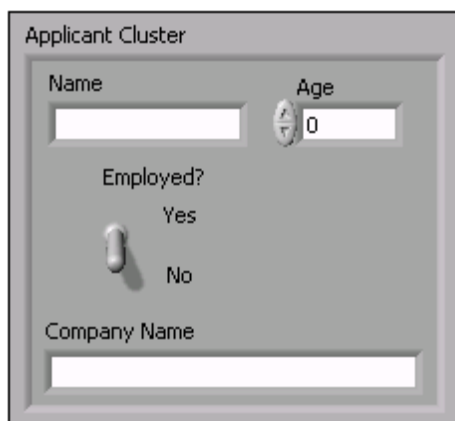 Applicant Cluster
Name Age
0
Employed?
Yes
No
Company Name